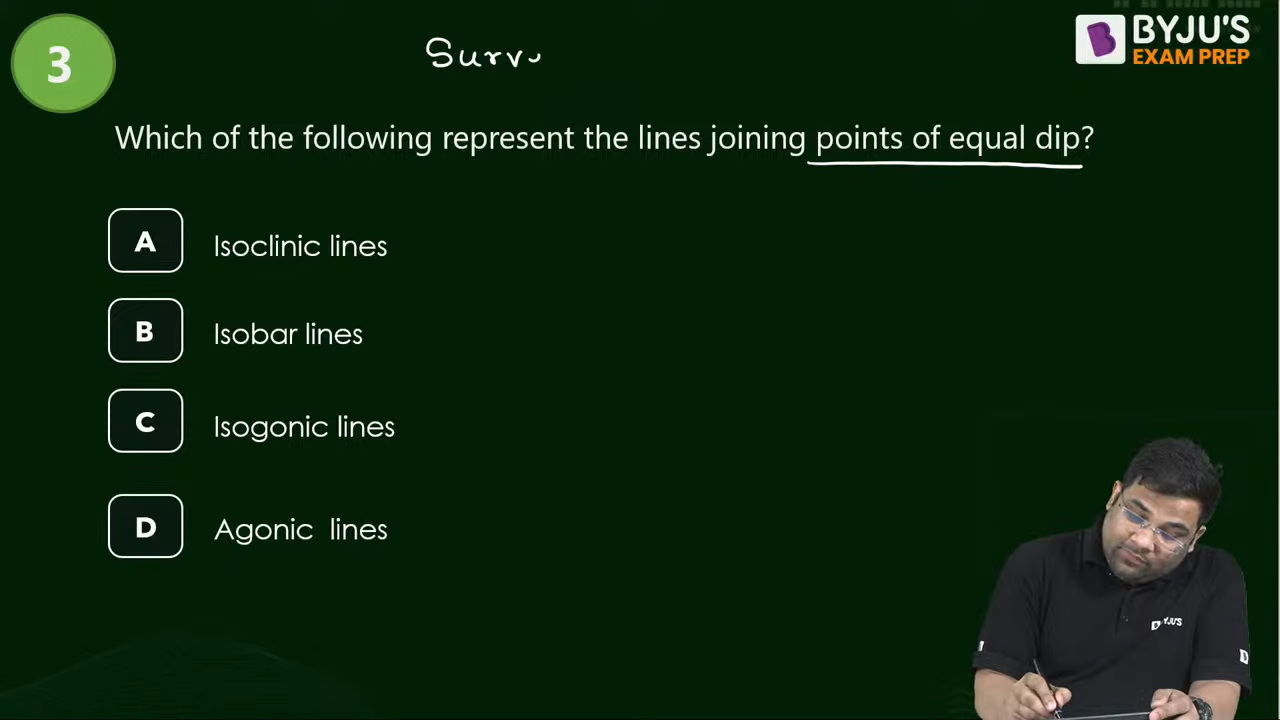 3
Surv
BYJU'S
EXAM PREP
Which of the following represent the lines joining points of equal dip?
A Isoclinic lines
B Isobar lines
C Isogonic lines
D Agonic lines
BYJU'S